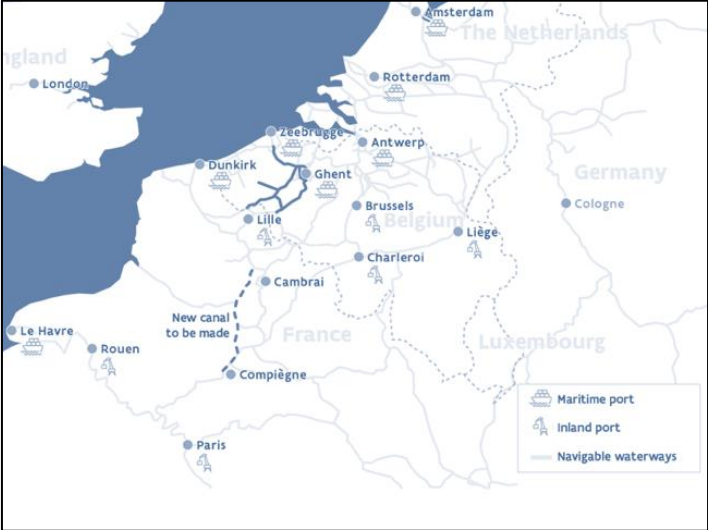 Amsterdam
The Netherlands
ngland
London
Rotterdam
Zeebrugge
Antwerp
Dunkirk
Ghent
Germany
Brussels
Cologne
Lille
Belgium
Liège
Charleroi
Cambrai
New canal
to be made
Le Havre
France
Luxembourg
Rouen
Compiègne
Maritime port
Inland port
Paris
Navigable waterways